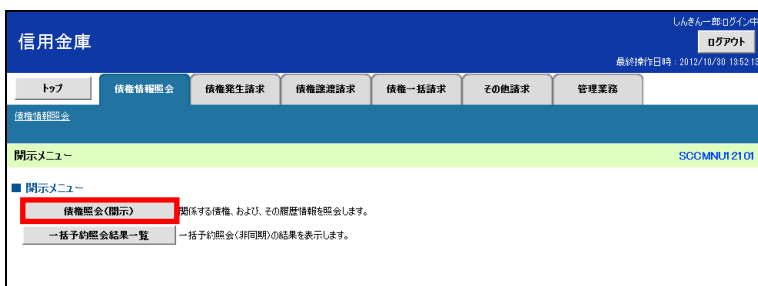 しんきん一郎ログイン中
信用金庫
ログアウト
最終操作日時：2012/10/30 13:52:13
トップ 債権情報照会 債権発生請求 債権譲渡請求 債権一括請求 その他請求 管理業務
債権情報照会
開示メニュー SCCMNU12101
■ 開示メニュー
債権照会(開示) 関係する債権、および、その履歴情報を照会します。
一括予約照会結果一覧 一括予約照会(非同期)の結果を表示します。